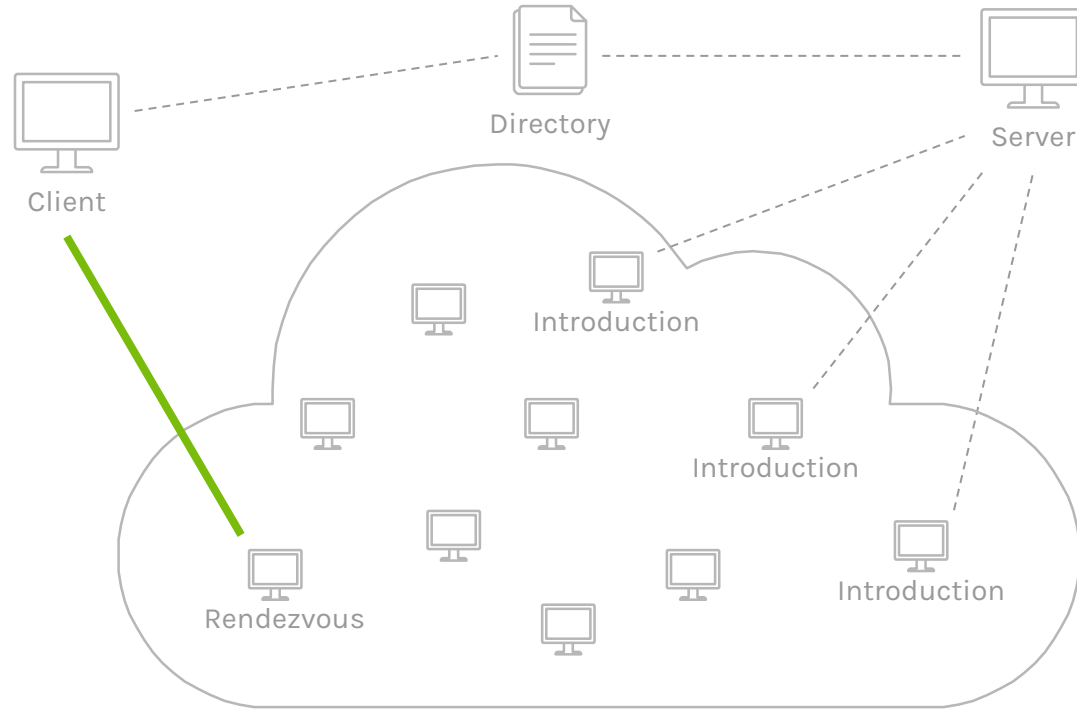 Directory
Server
Client
Introduction
Introduction
Introduction
Rendezvous